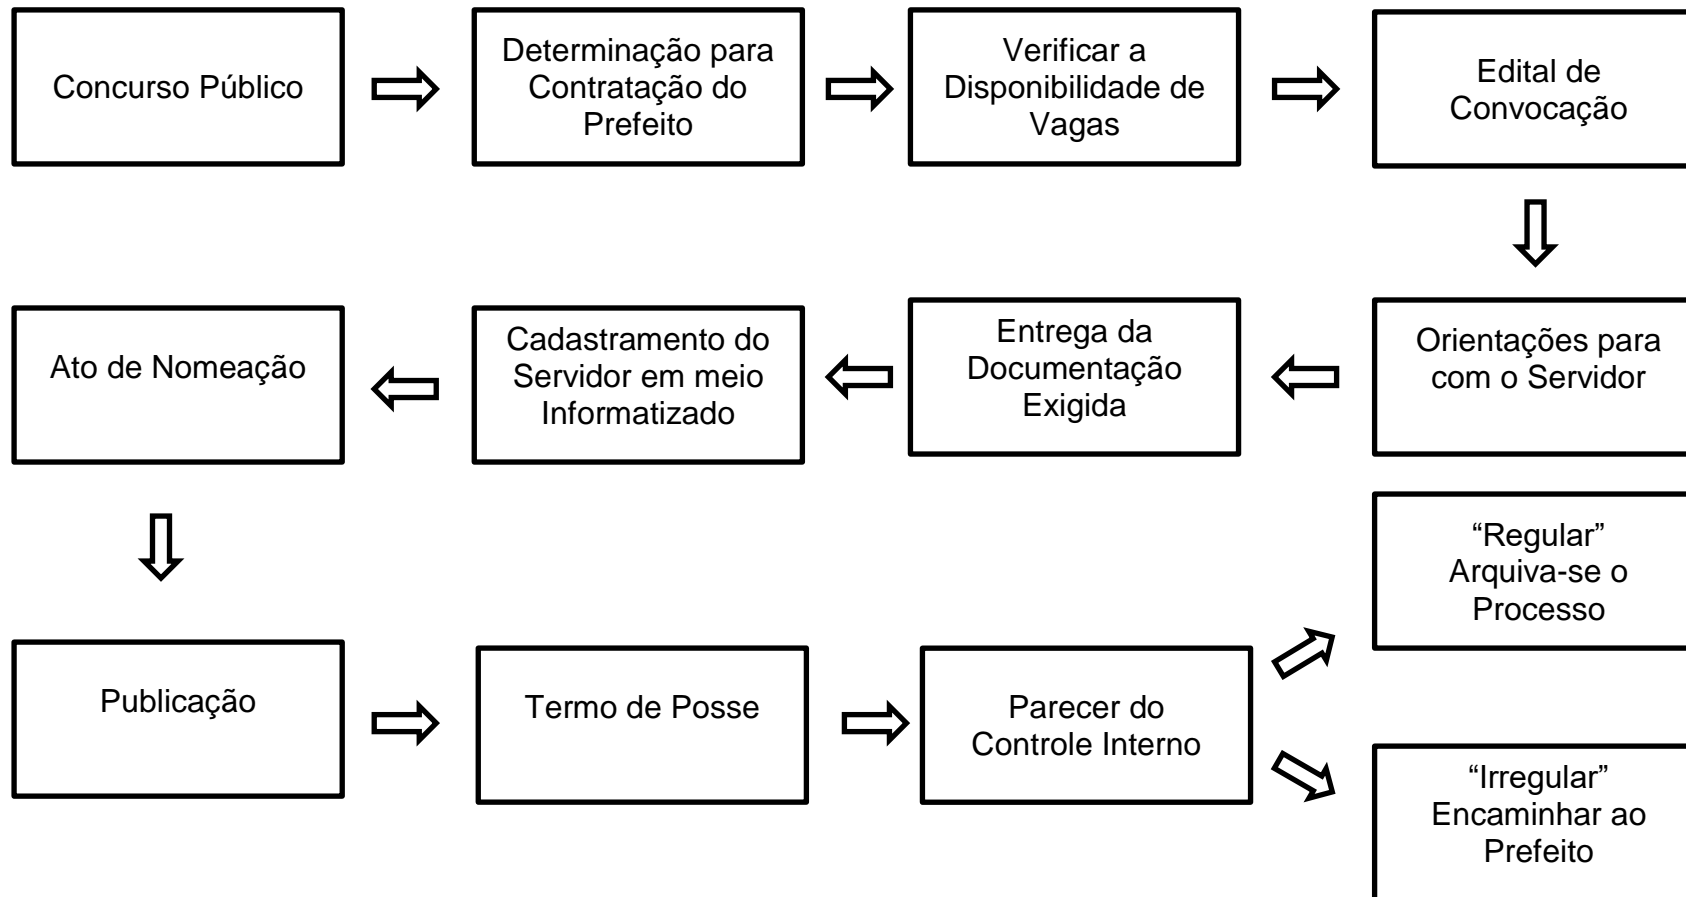 Concurso Público
Determinação para
Contratação do
Prefeito
Verificar a
Disponibilidade de
Vagas
Edital de
Convocação
Orientações para
com o Servidor
Entrega da
Documentação
Exigida
Cadastramento do
Servidor em meio
Informatizado
Ato de Nomeação
Publicação
Termo de Posse
Parecer do
Controle Interno
“Regular”
Arquiva-se o
Processo
“Irregular”
Encaminhar ao
Prefeito